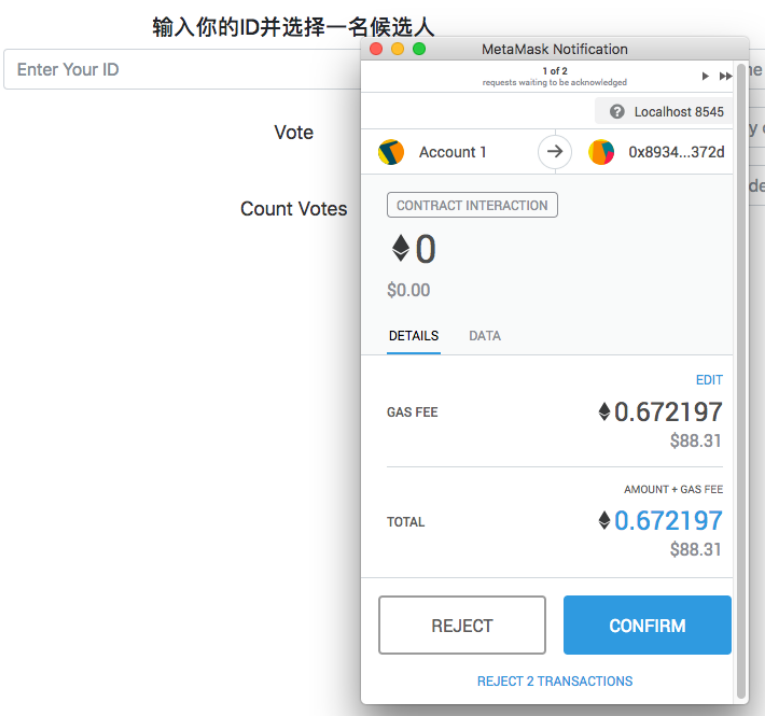 输入你的ID并选择一名候选人
Enter Your ID
Vote
Count Votes
MetaMask Notification
1 of 2
requests waiting to be acknowledged
Localhost 8545
Account 1
0x8934...372d
CONTRACT INTERACTION
0
$0.00
DETAILS DATA
EDIT
GAS FEE
0.672197
$88.31
AMOUNT + GAS FEE
TOTAL
0.672197
$88.31
REJECT
CONFIRM
REJECT 2 TRANSACTIONS